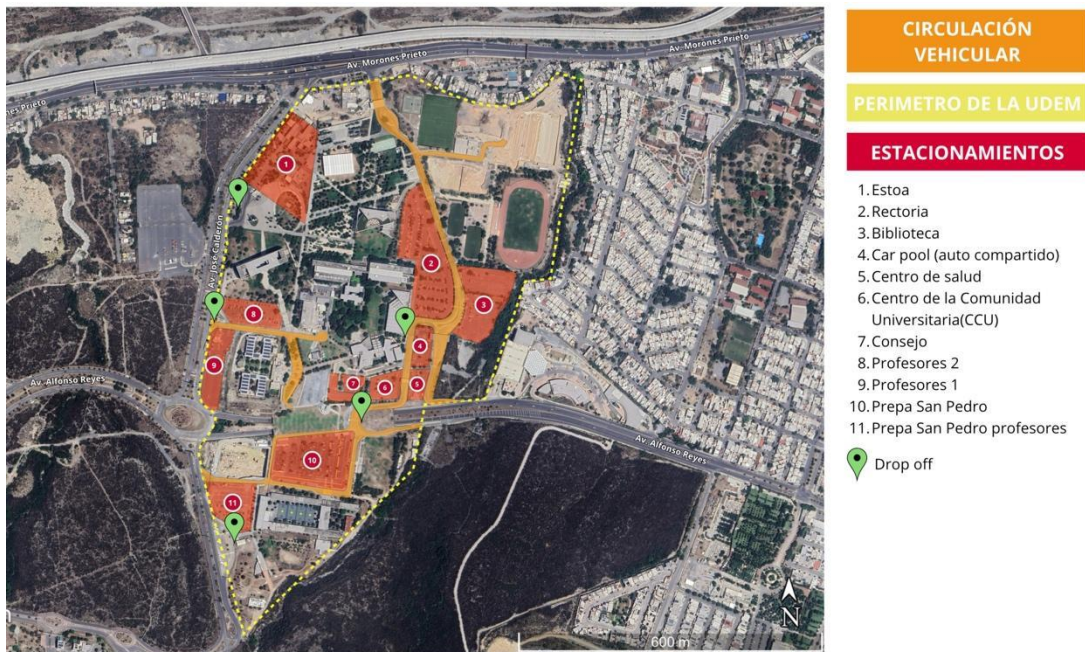 Av. Morones Prieto
Av. Morones Prieto
nes Prieto
Av. José Calderón
Av. Alfonso Reyes
Av. Alfonso Reyes
1
2
3
4
5
6
7
8
9
10
11
N
600 m
CIRCULACIÓN
VEHICULAR
PERIMETRO DE LA UDEM
ESTACIONAMIENTOS
1. Estoa
2. Rectoria
3. Biblioteca
4. Car pool (auto compartido)
5. Centro de salud
6. Centro de la Comunidad
Universitaria(CCU)
7. Consejo
8. Profesores 2
9. Profesores 1
10. Prepa San Pedro
11. Prepa San Pedro profesores
Drop off